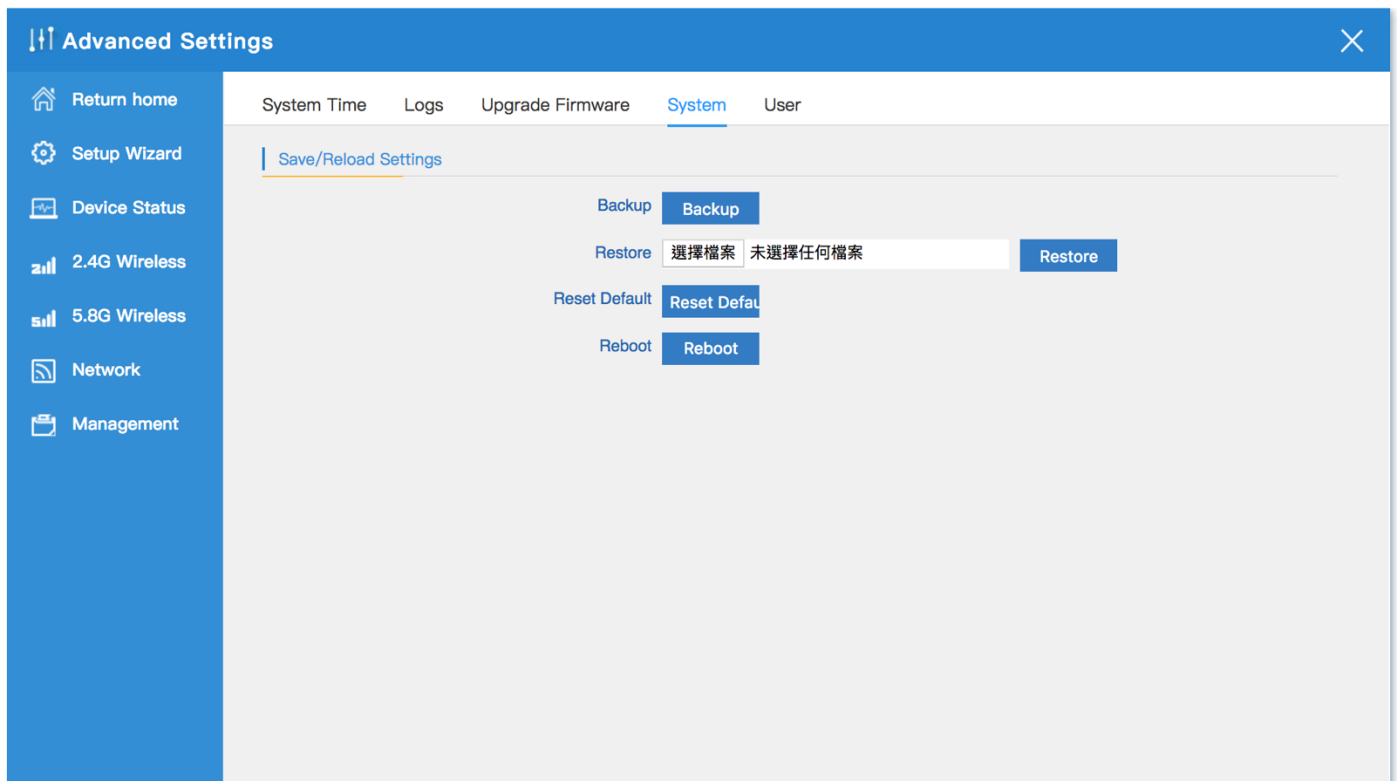 Advanced Settings
Return home
Setup Wizard
Device Status
2.4G Wireless
5.8G Wireless
Network
Management
System Time Logs Upgrade Firmware System User
Save/Reload Settings
Backup Backup
Restore 選擇檔案 未選擇任何檔案 Restore
Reset Default Reset Defau
Reboot Reboot